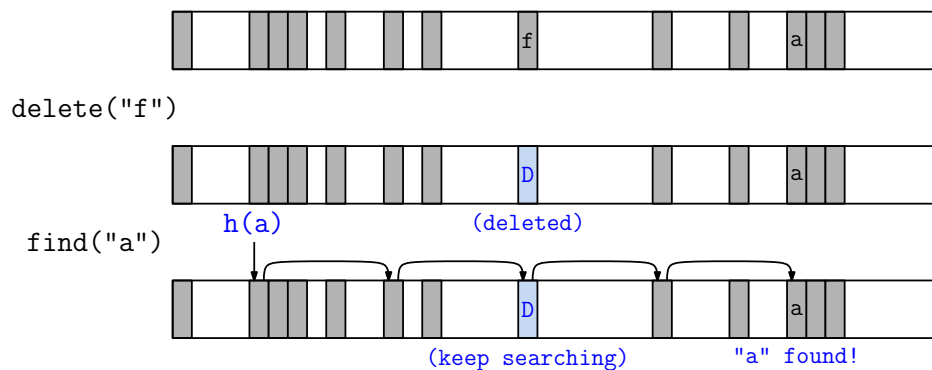 f a
delete("f")
D a
h(a) (deleted)
find("a")
D a
(keep searching) "a" found!